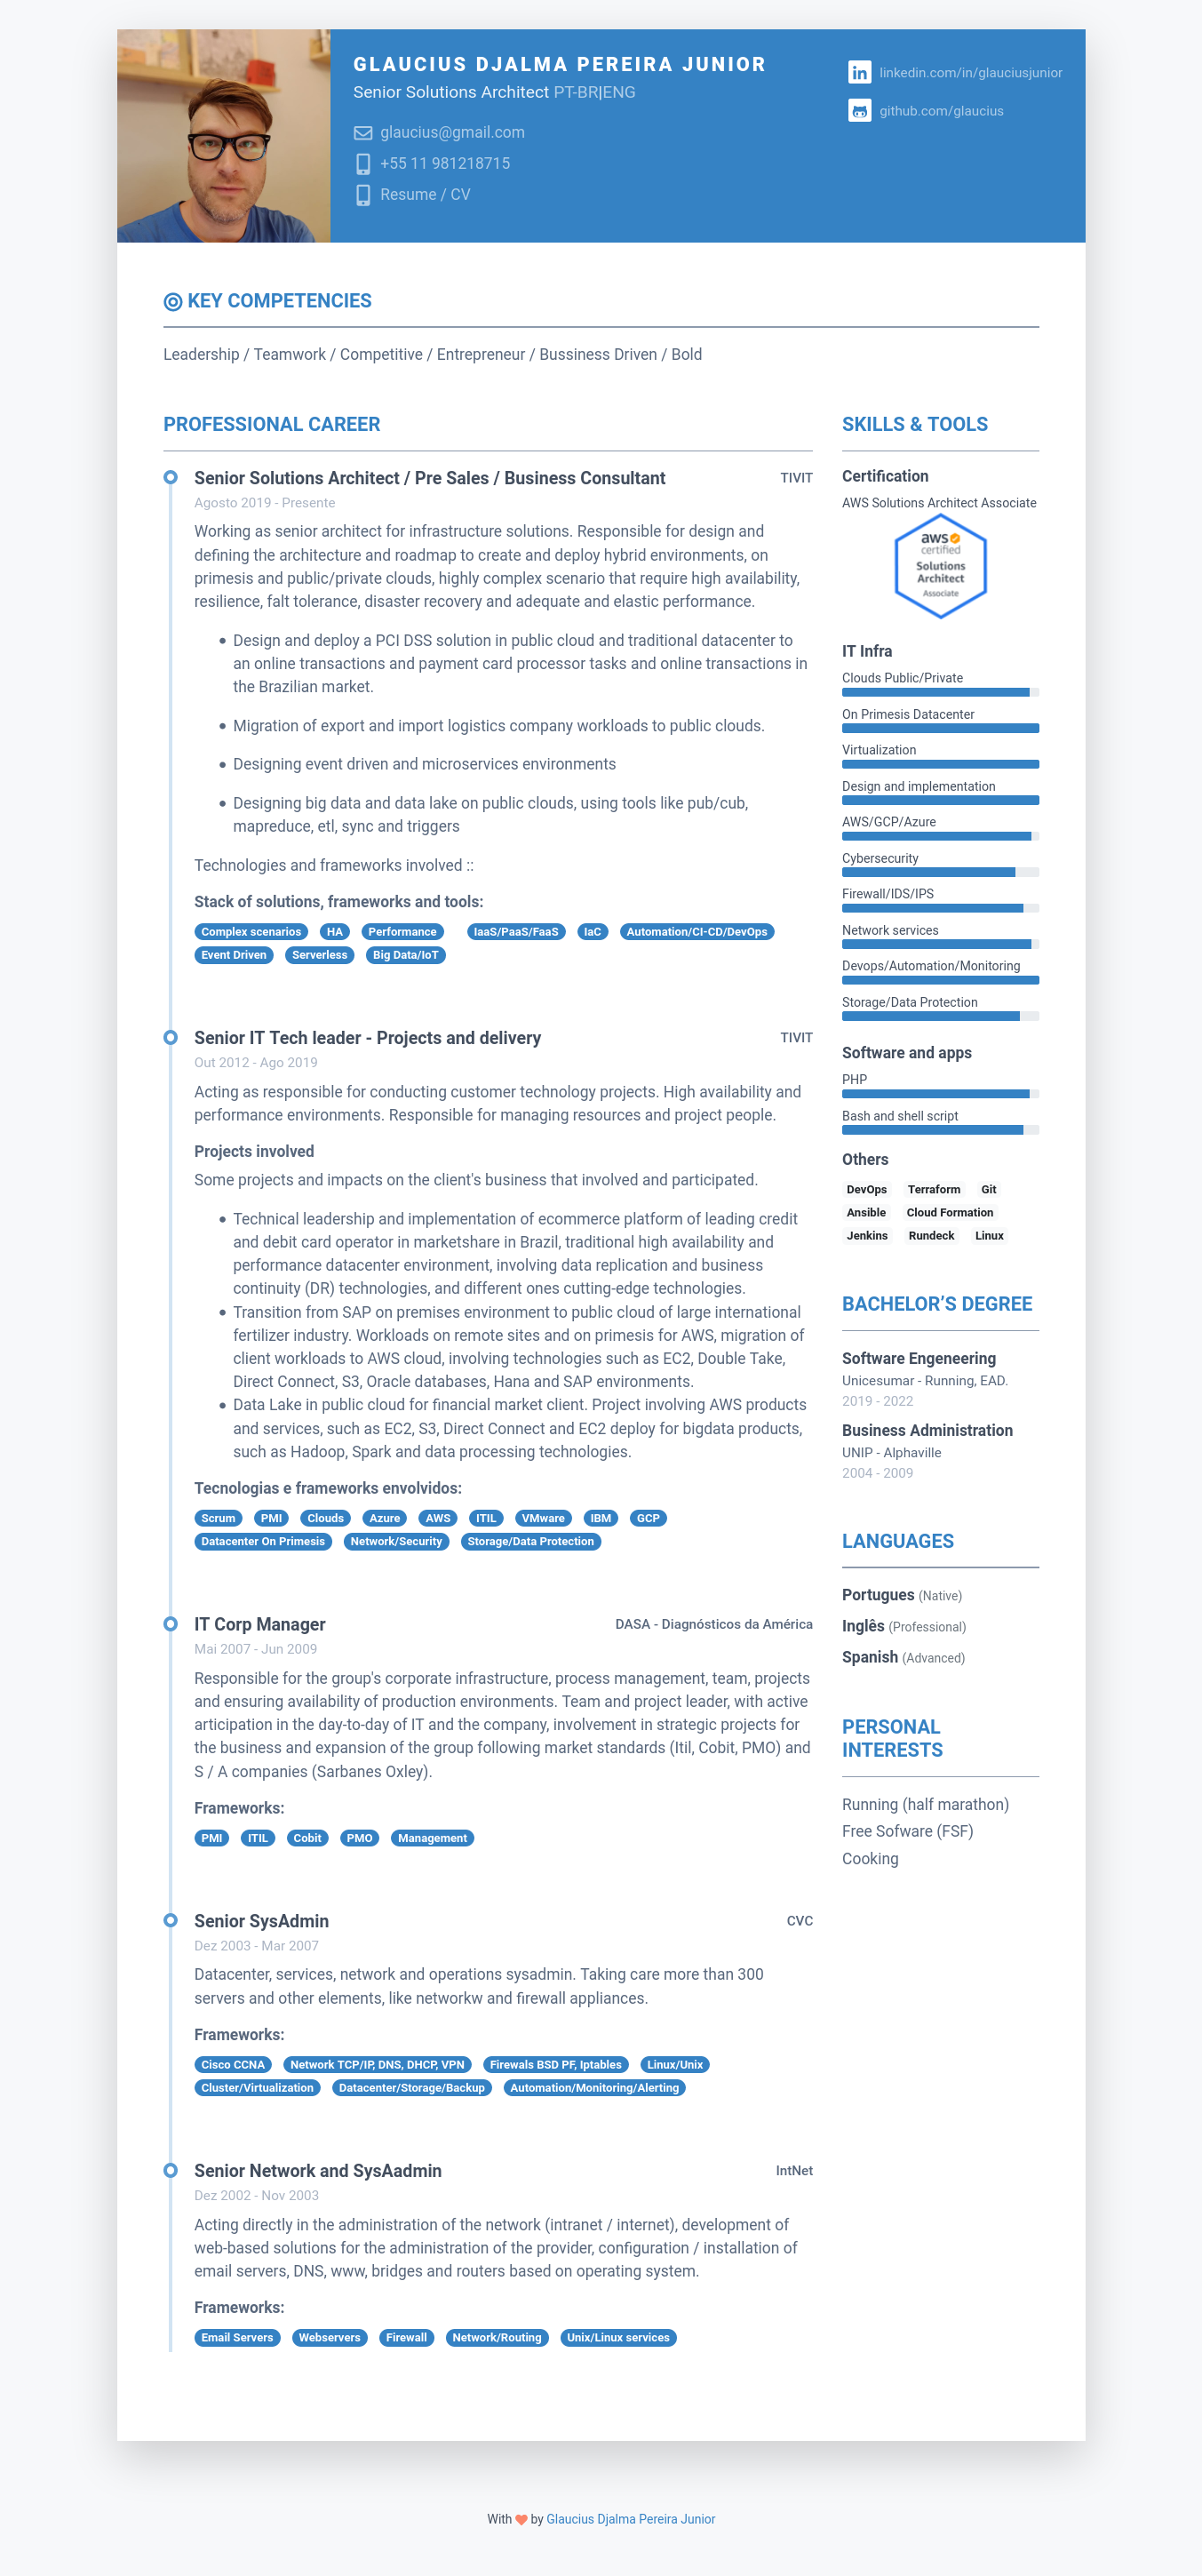 GLAUCIUS DJALMA PEREIRA JUNIOR
Senior Solutions Architect PT-BR|ENG
glaucius@gmail.com
+55 11 981218715
Resume / CV
linkedin.com/in/glauciusjunior
github.com/glaucius
KEY COMPETENCIES
Leadership / Teamwork / Competitive / Entrepreneur / Bussiness Driven / Bold
PROFESSIONAL CAREER
Senior Solutions Architect / Pre Sales / Business Consultant TIVIT
Agosto 2019 - Presente
Working as senior architect for infrastructure solutions. Responsible for design and
defining the architecture and roadmap to create and deploy hybrid environments, on
primesis and public/private clouds, highly complex scenario that require high availability,
resilience, falt tolerance, disaster recovery and adequate and elastic performance.
• Design and deploy a PCI DSS solution in public cloud and traditional datacenter to
an online transactions and payment card processor tasks and online transactions in
the Brazilian market.
• Migration of export and import logistics company workloads to public clouds.
• Designing event driven and microservices environments
• Designing big data and data lake on public clouds, using tools like pub/cub,
mapreduce, etl, sync and triggers
Technologies and frameworks involved ::
Stack of solutions, frameworks and tools:
Complex scenarios HA Performance IaaS/PaaS/FaaS IaC Automation/CI-CD/DevOps
Event Driven Serverless Big Data/IoT
Senior IT Tech leader - Projects and delivery TIVIT
Out 2012 - Ago 2019
Acting as responsible for conducting customer technology projects. High availability and
performance environments. Responsible for managing resources and project people.
Projects involved
Some projects and impacts on the client's business that involved and participated.
• Technical leadership and implementation of ecommerce platform of leading credit
and debit card operator in marketshare in Brazil, traditional high availability and
performance datacenter environment, involving data replication and business
continuity (DR) technologies, and different ones cutting-edge technologies.
• Transition from SAP on premises environment to public cloud of large international
fertilizer industry. Workloads on remote sites and on primesis for AWS, migration of
client workloads to AWS cloud, involving technologies such as EC2, Double Take,
Direct Connect, S3, Oracle databases, Hana and SAP environments.
• Data Lake in public cloud for financial market client. Project involving AWS products
and services, such as EC2, S3, Direct Connect and EC2 deploy for bigdata products,
such as Hadoop, Spark and data processing technologies.
Tecnologias e frameworks envolvidos:
Scrum PMI Clouds Azure AWS ITIL VMware IBM GCP
Datacenter On Primesis Network/Security Storage/Data Protection
IT Corp Manager DASA - Diagnósticos da América
Mai 2007 - Jun 2009
Responsible for the group's corporate infrastructure, process management, team, projects
and ensuring availability of production environments. Team and project leader, with active
articipation in the day-to-day of IT and the company, involvement in strategic projects for
the business and expansion of the group following market standards (Itil, Cobit, PMO) and
S / A companies (Sarbanes Oxley).
Frameworks:
PMI ITIL Cobit PMO Management
Senior SysAdmin CVC
Dez 2003 - Mar 2007
Datacenter, services, network and operations sysadmin. Taking care more than 300
servers and other elements, like networkw and firewall appliances.
Frameworks:
Cisco CCNA Network TCP/IP, DNS, DHCP, VPN Firewals BSD PF, Iptables Linux/Unix
Cluster/Virtualization Datacenter/Storage/Backup Automation/Monitoring/Alerting
Senior Network and SysAadmin IntNet
Dez 2002 - Nov 2003
Acting directly in the administration of the network (intranet / internet), development of
web-based solutions for the administration of the provider, configuration / installation of
email servers, DNS, www, bridges and routers based on operating system.
Frameworks:
Email Servers Webservers Firewall Network/Routing Unix/Linux services
SKILLS & TOOLS
Certification
AWS Solutions Architect Associate
aws
certified
Solutions
Architect
Associate
IT Infra
Clouds Public/Private
On Primesis Datacenter
Virtualization
Design and implementation
AWS/GCP/Azure
Cybersecurity
Firewall/IDS/IPS
Network services
Devops/Automation/Monitoring
Storage/Data Protection
Software and apps
PHP
Bash and shell script
Others
DevOps Terraform Git
Ansible Cloud Formation
Jenkins Rundeck Linux
BACHELOR’S DEGREE
Software Engeneering
Unicesumar - Running, EAD.
2019 - 2022
Business Administration
UNIP - Alphaville
2004 - 2009
LANGUAGES
Portugues (Native)
Inglês (Professional)
Spanish (Advanced)
PERSONAL
INTERESTS
Running (half marathon)
Free Sofware (FSF)
Cooking
With by Glaucius Djalma Pereira Junior